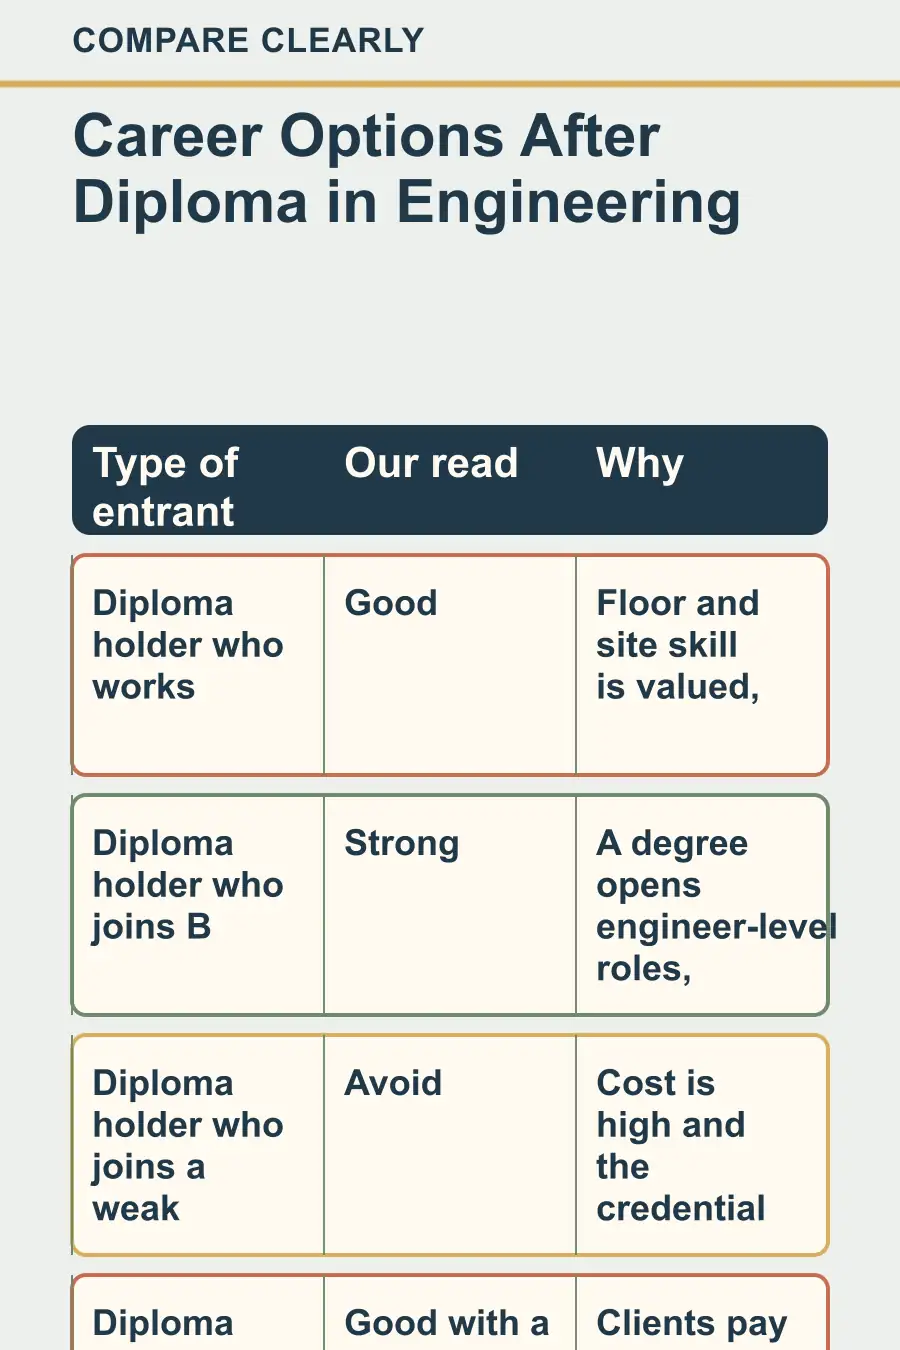 COMPARE CLEARLY
Career Options After
Diploma in Engineering
Type of
entrant
Our read
Why
Diploma
holder who
works
Good
Floor and
site skill
is valued,
Diploma
holder who
joins B
Strong
A degree
opens
engineer-level
roles,
Diploma
holder who
joins a
weak
Avoid
Cost is
high and
the
credential
Diploma
Good with a
Clients pay